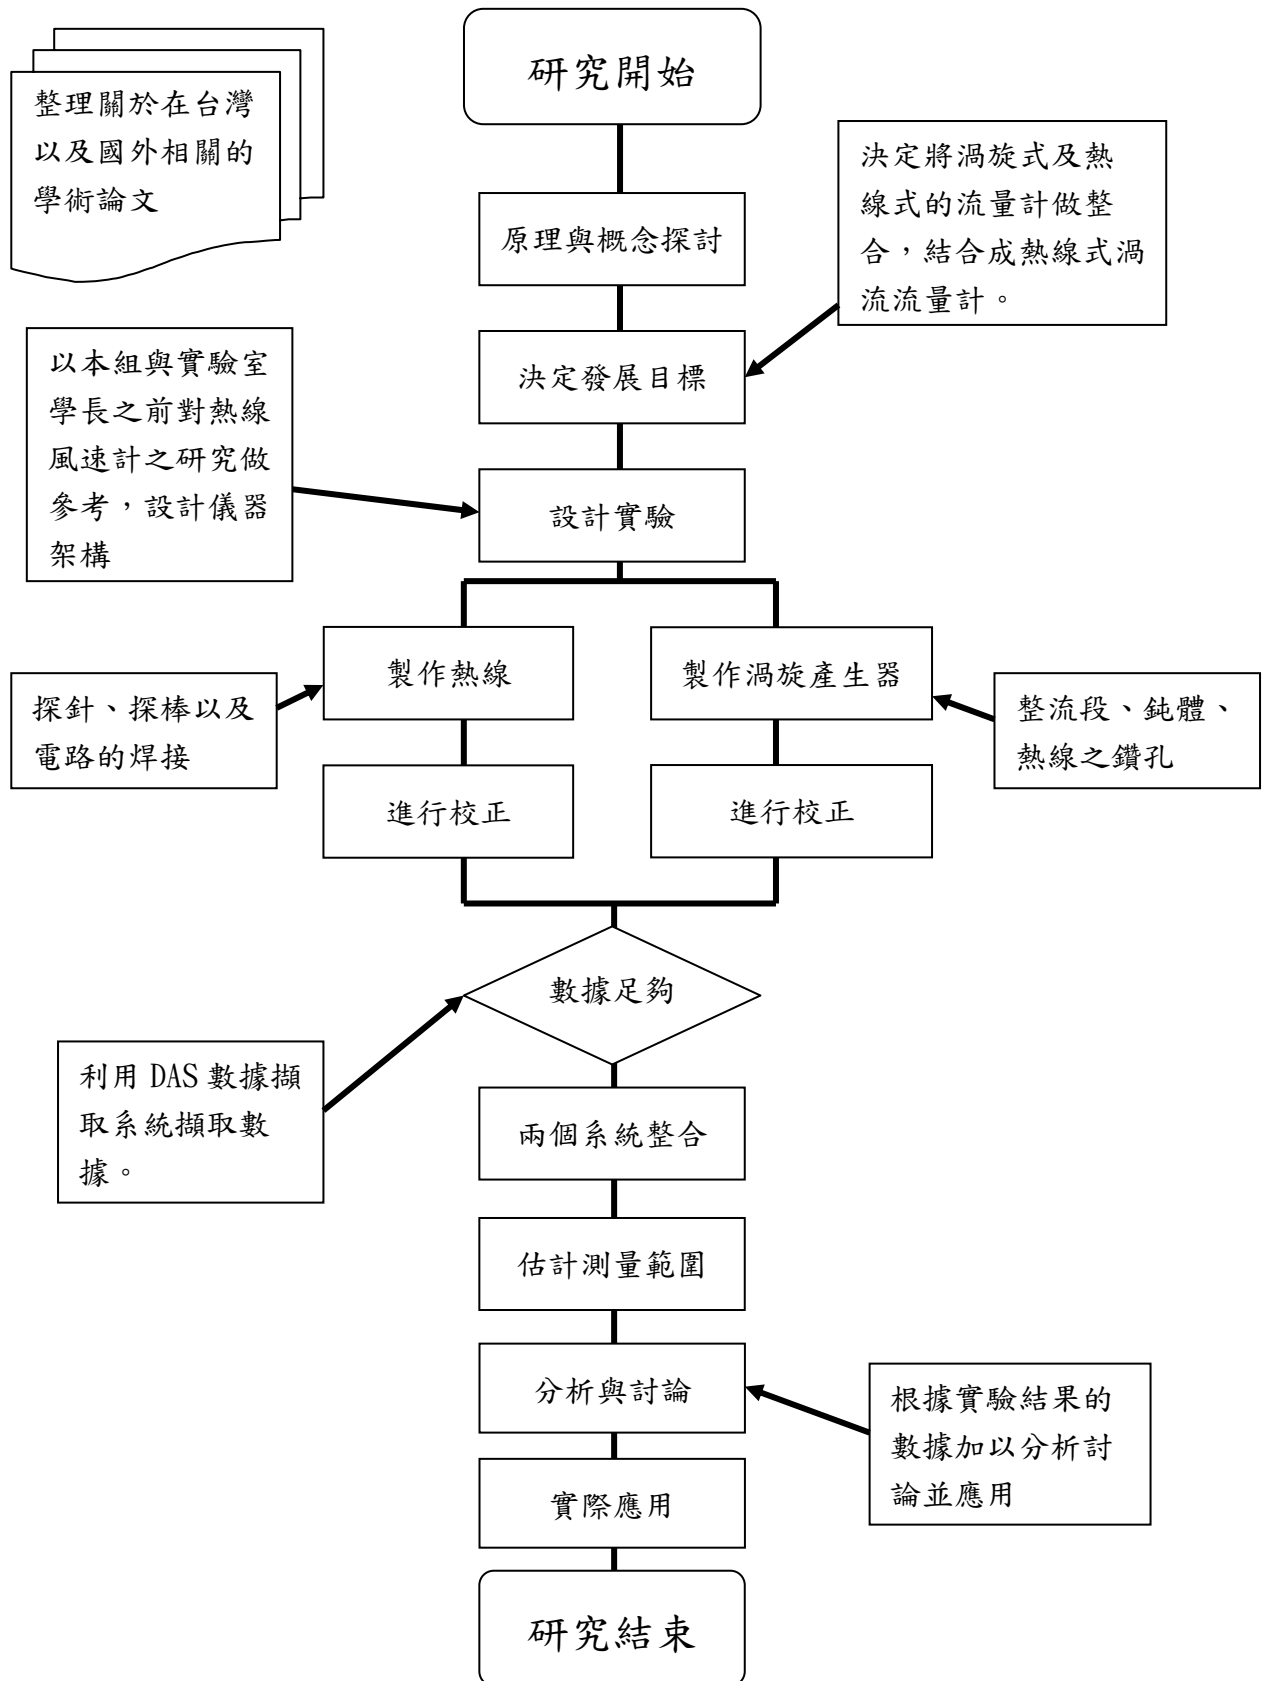 研究開始
整理關於在台灣
以及國外相關的
學術論文
決定將渦旋式及熱
線式的流量計做整
合，結合成熱線式渦
流流量計。
原理與概念探討
決定發展目標
以本組與實驗室
學長之前對熱線
風速計之研究做
參考，設計儀器
架構
設計實驗
製作熱線
製作渦旋產生器
探針、探棒以及
電路的焊接
整流段、鈍體、
熱線之鑽孔
進行校正
進行校正
數據足夠
利用 DAS 數據擷
取系統擷取數
據。
兩個系統整合
估計測量範圍
分析與討論
根據實驗結果的
數據加以分析討
論並應用
實際應用
研究結束